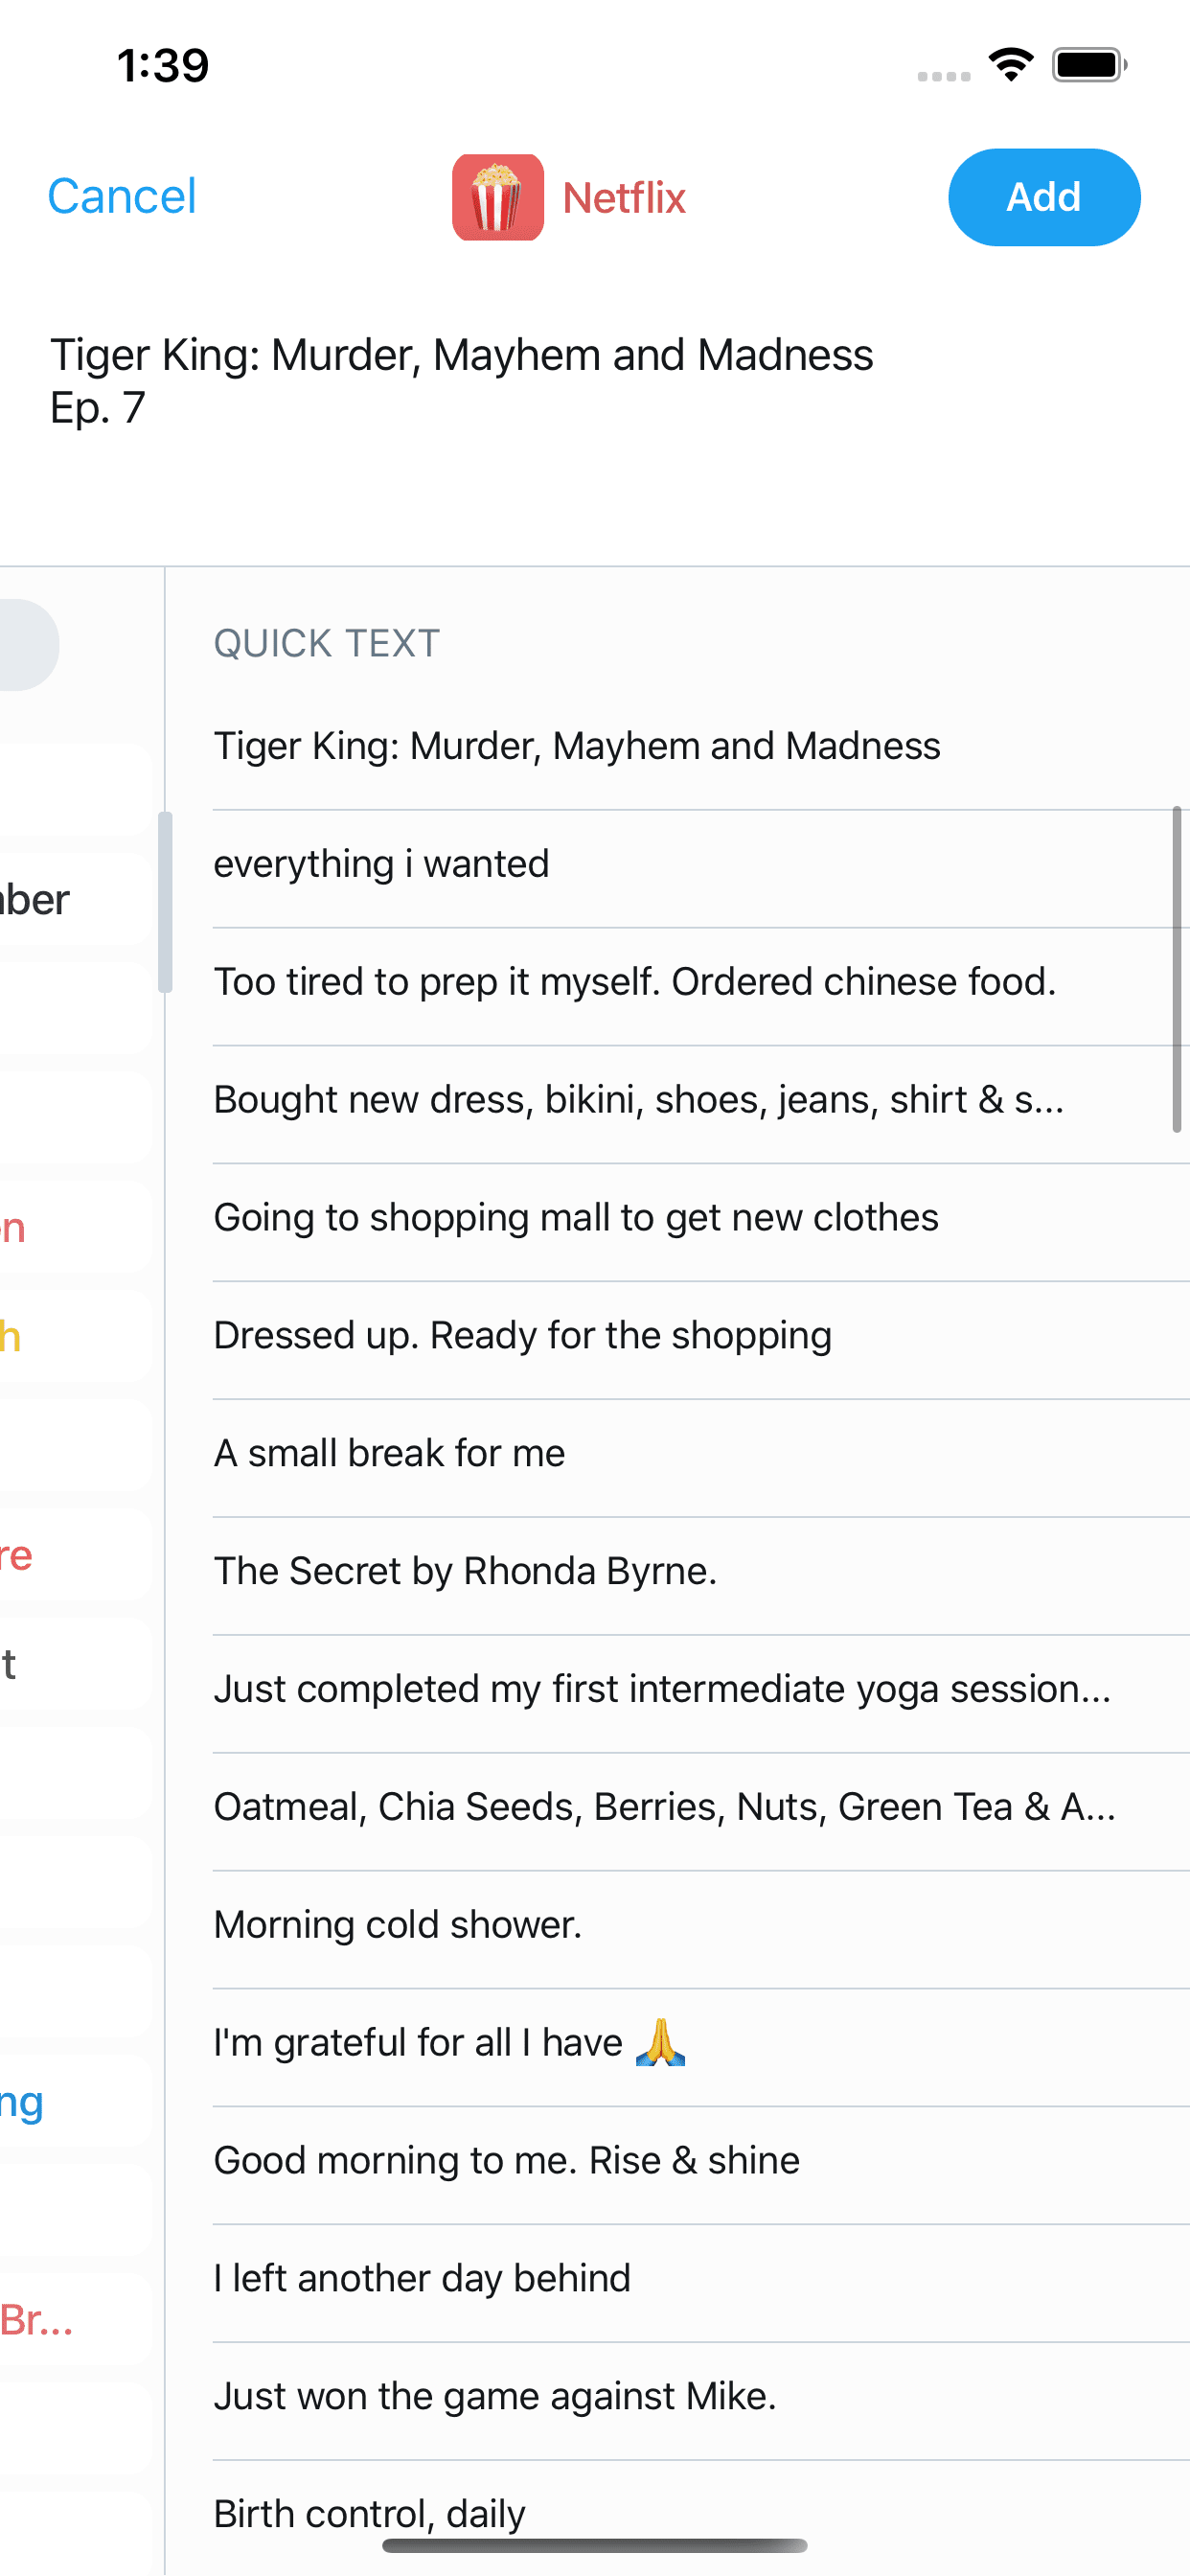 1:39
Cancel
Netflix
Add
Tiger King: Murder, Mayhem and Madness
Ep. 7
QUICK TEXT
Tiger King: Murder, Mayhem and Madness
everything i wanted
ber
Too tired to prep it myself. Ordered chinese food.
Bought new dress, bikini, shoes, jeans, shirt & s...
Going to shopping mall to get new clothes
n
Dressed up. Ready for the shopping
h
A small break for me
The Secret by Rhonda Byrne.
re
Just completed my first intermediate yoga session...
t
Oatmeal, Chia Seeds, Berries, Nuts, Green Tea & A...
Morning cold shower.
I'm grateful for all I have 🙏
ng
Good morning to me. Rise & shine
I left another day behind
Br...
Just won the game against Mike.
Birth control, daily